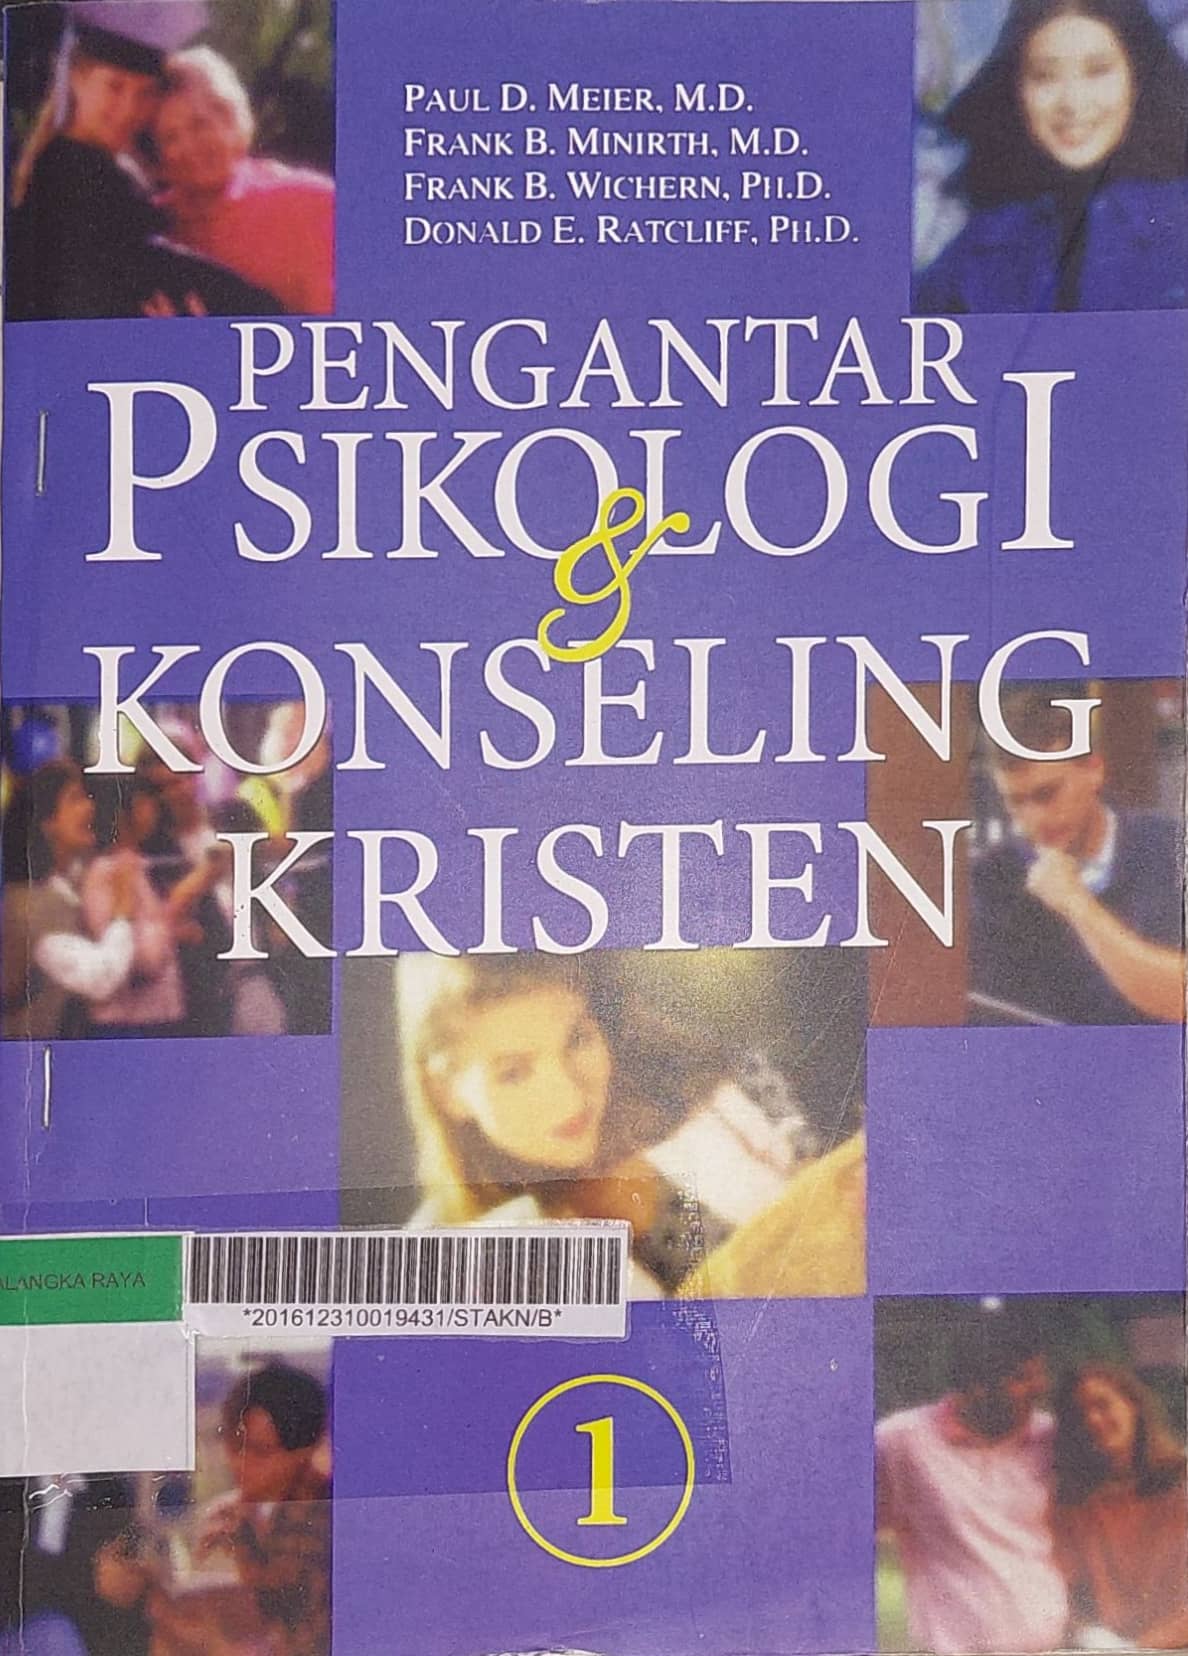 PAUL D. MEIER, M.D.
FRANK B. MINIRTH, M.D.
FRANK B. WICHERN, PH.D.
DONALD E. RATCLIFF, PH.D.
PENGANTAR
PSIKOLOGI
&
KONSELING
KRISTEN
ALANGKA RAYA
*201612310019431/STAKN/B*
1